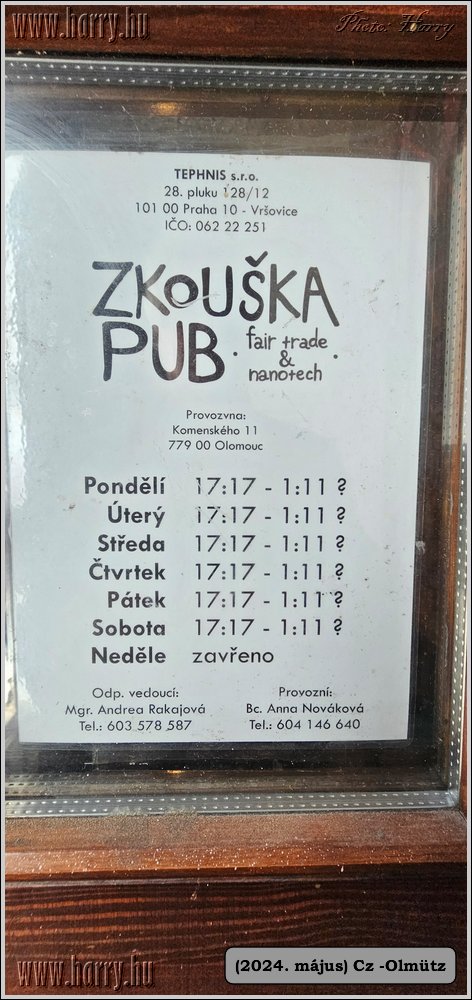 www.harry.hu
Photo: Harry
TEPHNIS s.r.o.
28. pluku 128/12
101 00 Praha 10 - Vršovice
IČO: 062 22 251
ZKOUŠKA
PUB
· fair trade ·
&
nanotech
Provozvna:
Komenského 11
779 00 Olomouc
Pondělí 17:17 - 1:11 ?
Úterý 17:17 - 1:11 ?
Středa 17:17 - 1:11 ?
Čtvrtek 17:17 - 1:11 ?
Pátek 17:17 - 1:11 ?
Sobota 17:17 - 1:11 ?
Neděle zavřeno
Odp. vedoucí:
Mgr. Andrea Rakajová
Tel.: 603 578 587
Provozní:
Bc. Anna Nováková
Tel.: 604 146 640
www.harry.hu
(2024. május) Cz -Olmütz